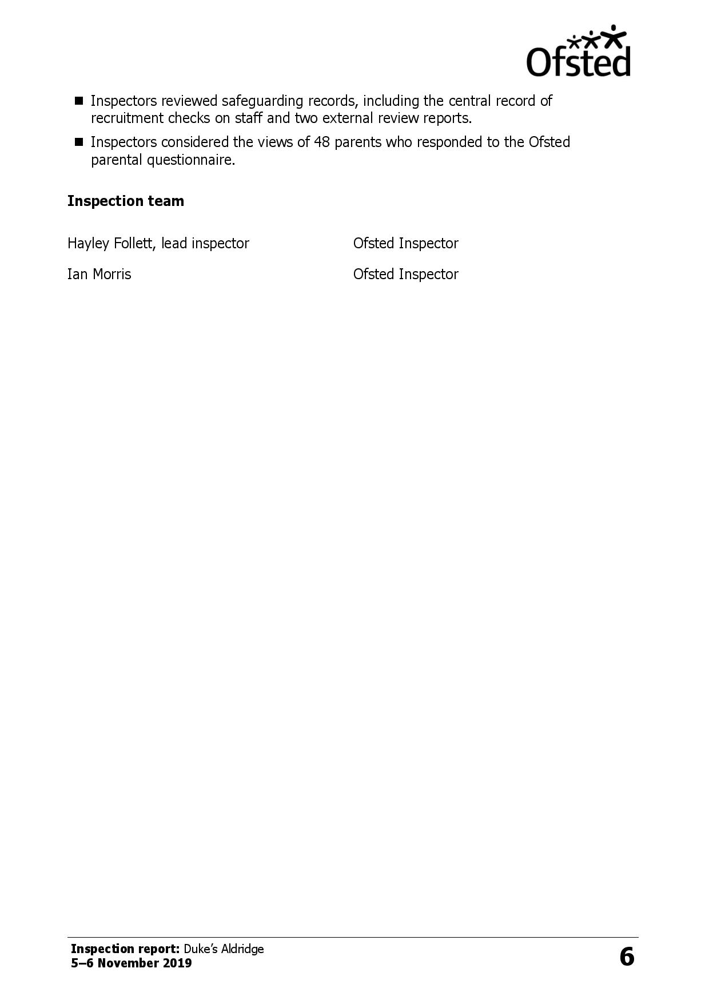 Ofsted
■ Inspectors reviewed safeguarding records, including the central record of
recruitment checks on staff and two external review reports.
■ Inspectors considered the views of 48 parents who responded to the Ofsted
parental questionnaire.
Inspection team
Hayley Follett, lead inspector Ofsted Inspector
Ian Morris Ofsted Inspector
Inspection report: Duke’s Aldridge
5–6 November 2019
6